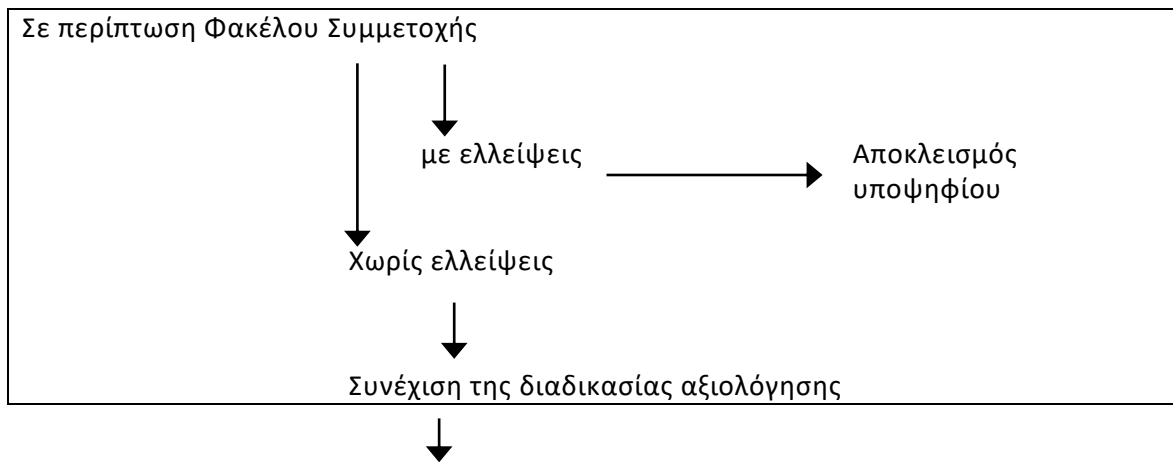 Σε περίπτωση Φακέλου Συμμετοχής
με ελλείψεις
Αποκλεισμός
υποψηφίου
Χωρίς ελλείψεις
Συνέχιση της διαδικασίας αξιολόγησης